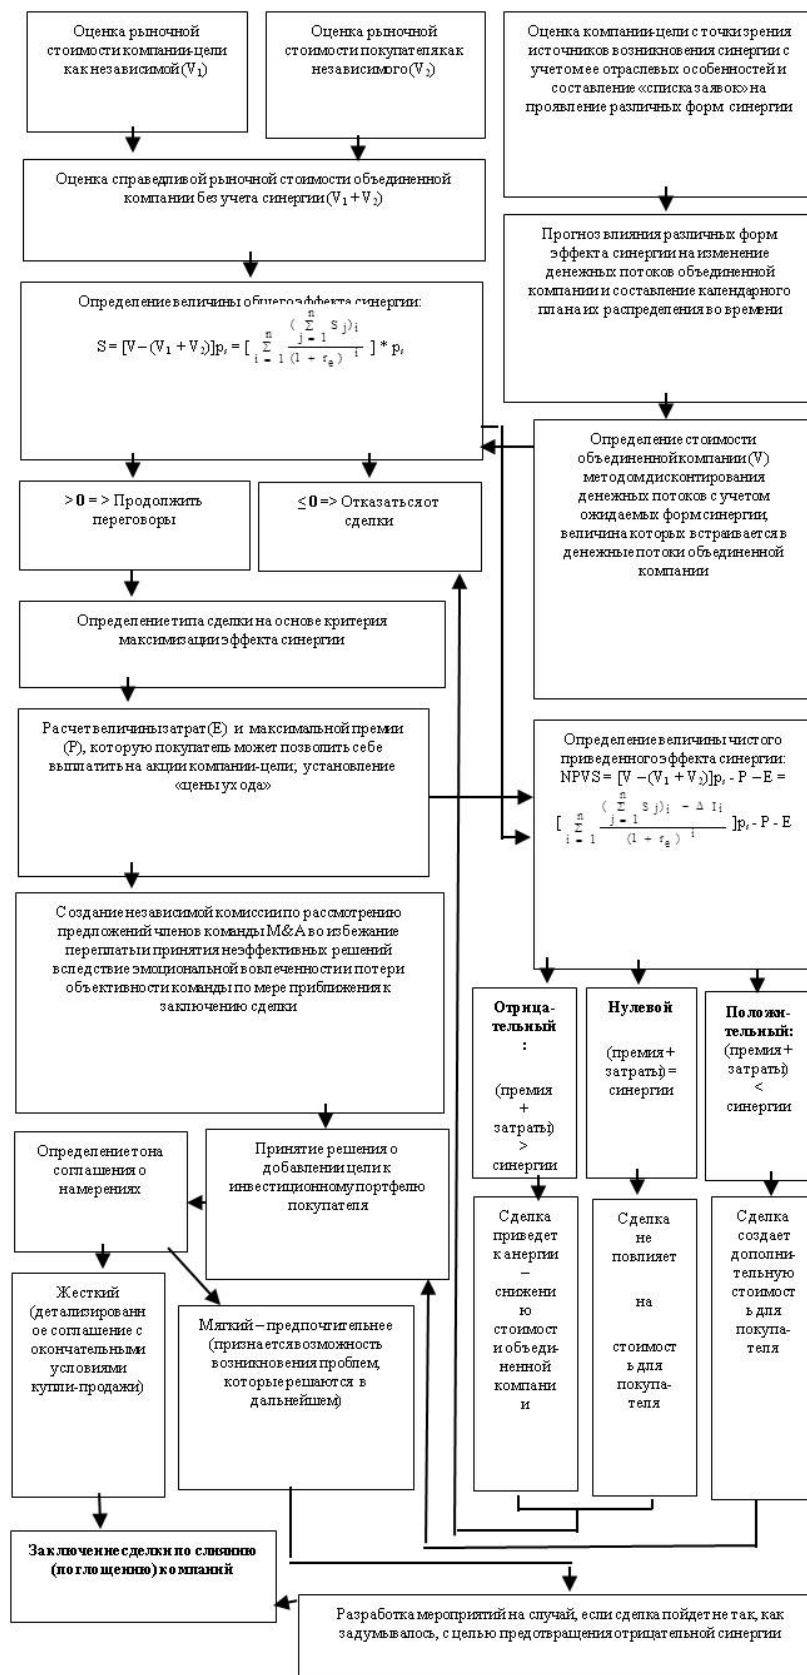 Оценка рыночной
стоимости компании-цели
как независимой (V₁)
Оценка рыночной
стоимости покупателя как
независимого (V₂)
Оценка компании-цели с точки зрения
источников возникновения синергии с
учетом ее отраслевых особенностей и
составление «списка заявок» на
проявление различных форм синергии
Оценка справедливой рыночной стоимости объединенной
компании без учета синергии (V₁ + V₂)
Прогноз влияния различных форм
эффекта синергии на изменение
денежных потоков объединенной
компании и составление календарного
плана их распределения во времени
Определение величины общего эффекта синергии:
S = [V – (V₁ + V₂)]pₛ = [ n Σ i = 1 ( n Σ j = 1 S j)i / (1 + rₑ) i ] * pₛ
Определение стоимости
объединенной компании (V)
методом дисконтирования
денежных потоков с учетом
ожидаемых форм синергии,
величина которых встраивается в
денежные потоки объединенной
компании
> 0 = > Продолжить
переговоры
≤ 0 => Отказаться от
сделки
Определение типа сделки на основе критерия
максимизации эффекта синергии
Расчет величины затрат (E) и максимальной премии
(P), которую покупатель может позволить себе
выплатить на акции компании-цели; установление
«цены ухода»
Определение величины чистого
приведенного эффекта синергии:
NPVS = [V – (V₁ + V₂)]pₛ - P – E =
[ n Σ i = 1 ( n Σ j = 1 S j)i - Δ Ii / (1 + rₑ) i ]pₛ - P - E
Создание независимой комиссии по рассмотрению
предложений членов команды M&A во избежание
переплаты и принятия неэффективных решений
вследствие эмоциональной вовлеченности и потери
объективности команды по мере приближения к
заключению сделки
Отрица-
тельный
:
(премия
+
затраты)
>
синергии
Нулевой
(премия +
затраты) =
синергии
Положи-
тельный:
(премия +
затраты)
<
синергии
Принятие решения о
добавлении цели к
инвестиционному портфелю
покупателя
Определение тона
соглашения о
намерениях
Сделка
приведет
к анергии
–
снижени
ю
стоимост
и объеди-
ненной
компани
и
Сделка
не
повлияет
на
стоимост
ь для
покупа-
теля
Сделка
создает
дополни-
тельную
стоимост
ь для
покупа-
теля
Жесткий
(детализированн
ое соглашение с
окончательными
условиями
купли-продажи)
Мягкий – предпочтительнее
(признается возможность
возникновения проблем,
которые решаются в
дальнейшем)
Заключение сделки по слиянию
(поглощению) компаний
Разработка мероприятий на случай, если сделка пойдет не так, как
задумывалось, с целью предотвращения отрицательной синергии